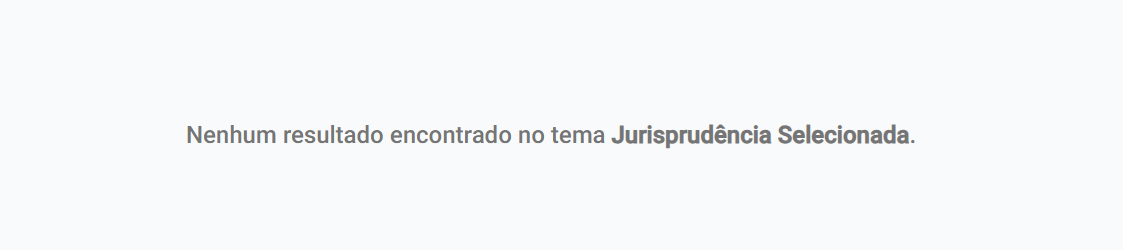 Nenhum resultado encontrado no tema Jurisprudência Selecionada.